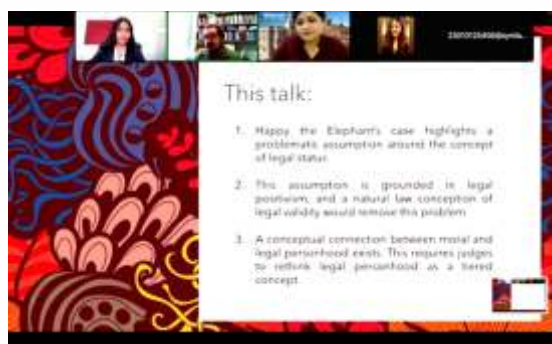 This talk:
1. Happy the Elephant's case highlights a
problematic assumption around the concept
of legal status.
2. This assumption is grounded in legal
positivism, and a natural law conception of
legal validity would remove this problem
3. A conceptual connection between moral and
legal personhood exists. This requires judges
to rethink legal personhood as a tiered
concept.